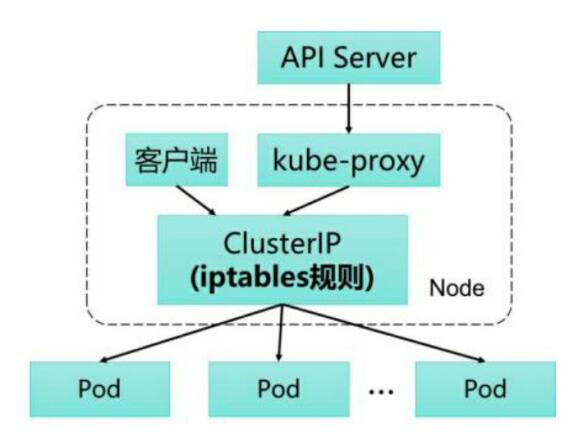 API Server
客户端
kube-proxy
ClusterIP
(iptables规则)
Node
Pod
Pod
...
Pod